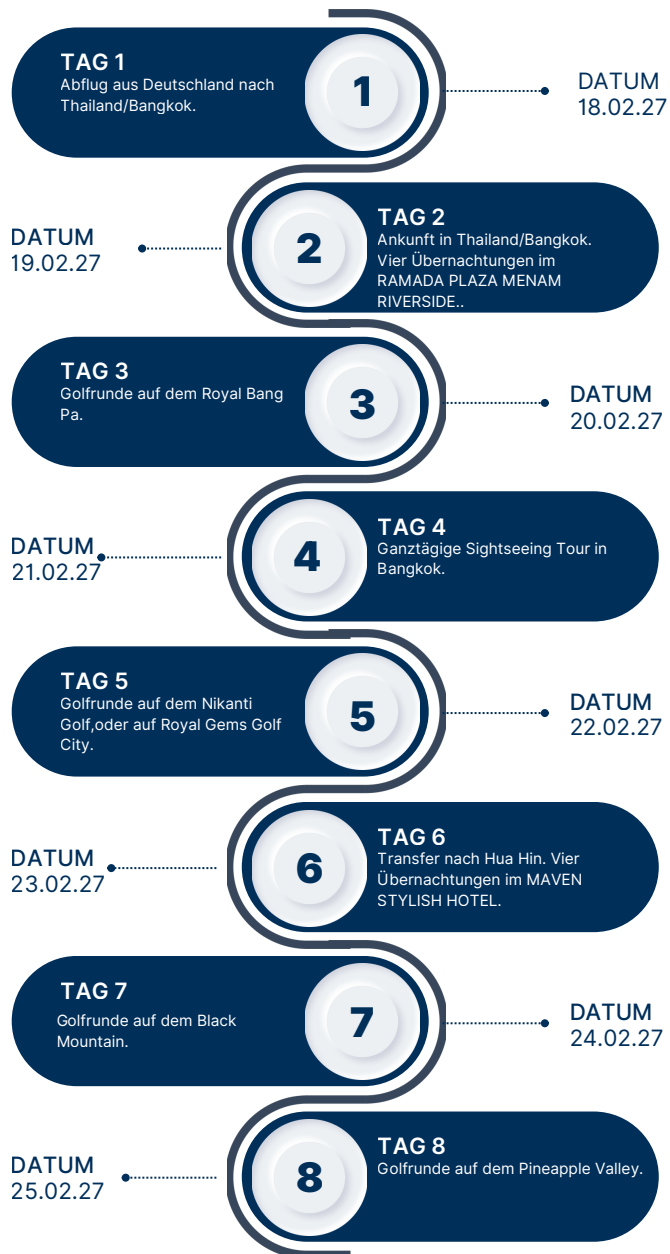 TAG 1
Abflug aus Deutschland nach
Thailand/Bangkok.
1
DATUM
18.02.27
DATUM
19.02.27
2
TAG 2
Ankunft in Thailand/Bangkok.
Vier Übernachtungen im
RAMADA PLAZA MENAM
RIVERSIDE..
TAG 3
Golfrunde auf dem Royal Bang
Pa.
3
DATUM
20.02.27
DATUM
21.02.27
4
TAG 4
Ganztägige Sightseeing Tour in
Bangkok.
TAG 5
Golfrunde auf dem Nikanti
Golf,oder auf Royal Gems Golf
City.
5
DATUM
22.02.27
DATUM
23.02.27
6
TAG 6
Transfer nach Hua Hin. Vier
Übernachtungen im MAVEN
STYLISH HOTEL.
TAG 7
Golfrunde auf dem Black
Mountain.
7
DATUM
24.02.27
DATUM
25.02.27
8
TAG 8
Golfrunde auf dem Pineapple Valley.